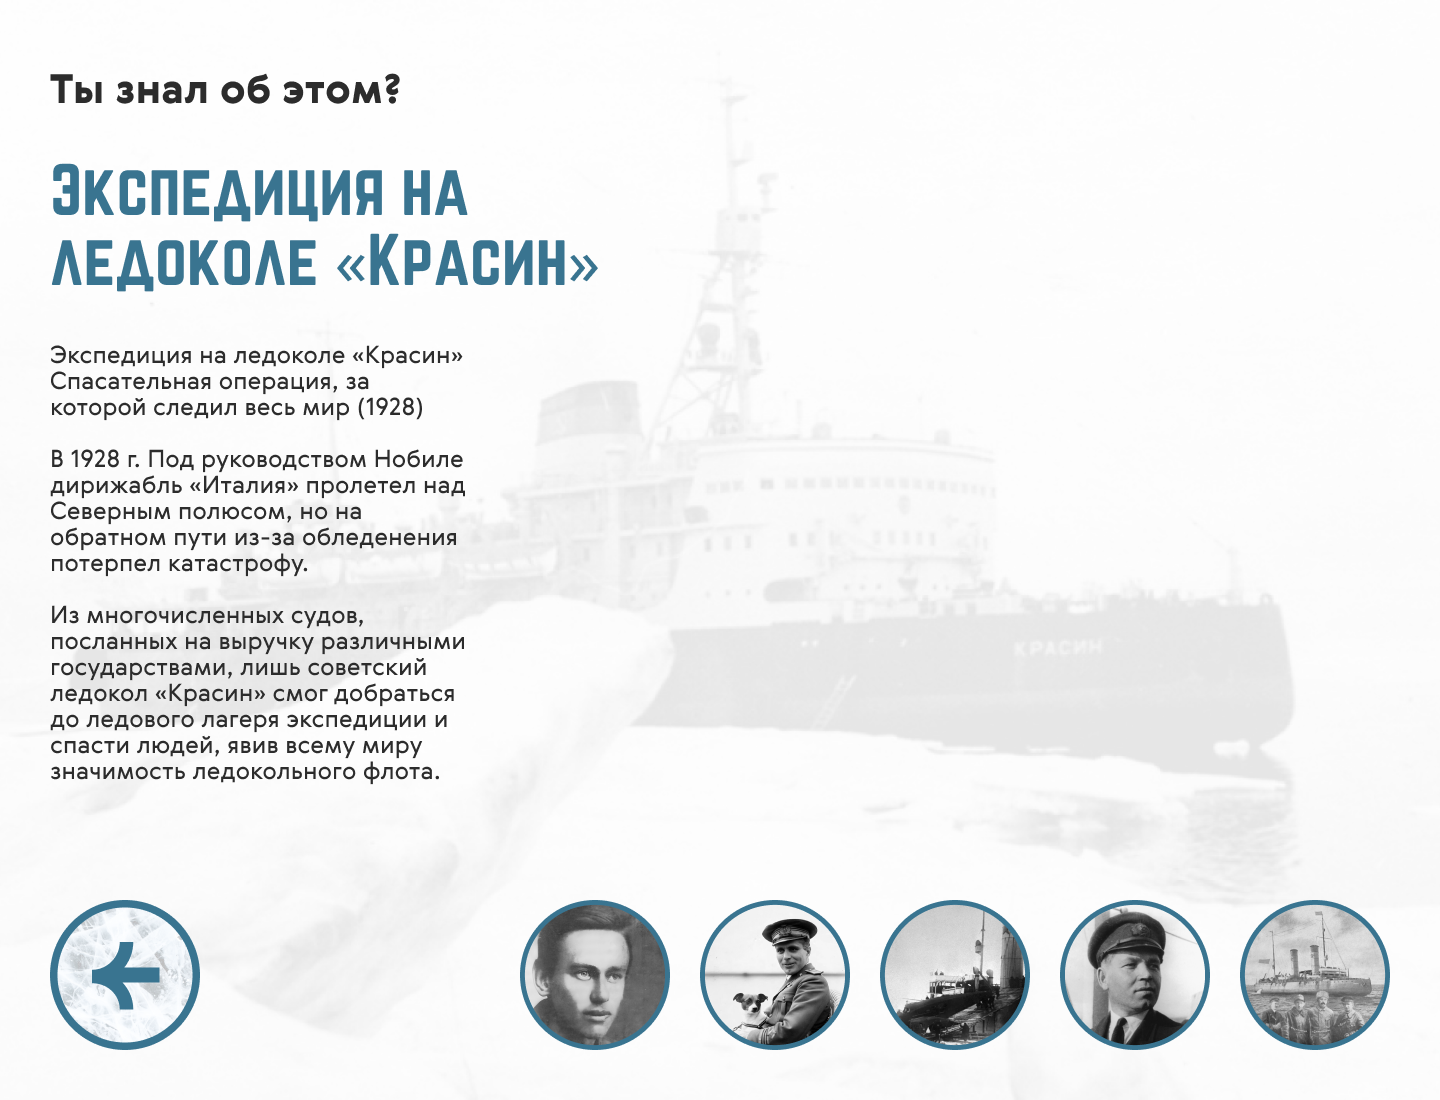 Ты знал об этом?
Экспедиция на
ледоколе «Красин»
Экспедиция на ледоколе «Красин»
Спасательная операция, за
которой следил весь мир (1928)
В 1928 г. Под руководством Нобиле
дирижабль «Италия» пролетел над
Северным полюсом, но на
обратном пути из-за обледенения
потерпел катастрофу.
Из многочисленных судов,
посланных на выручку различными
государствами, лишь советский
ледокол «Красин» смог добраться
до ледового лагеря экспедиции и
спасти людей, явив всему миру
значимость ледокольного флота.
КРАСИН